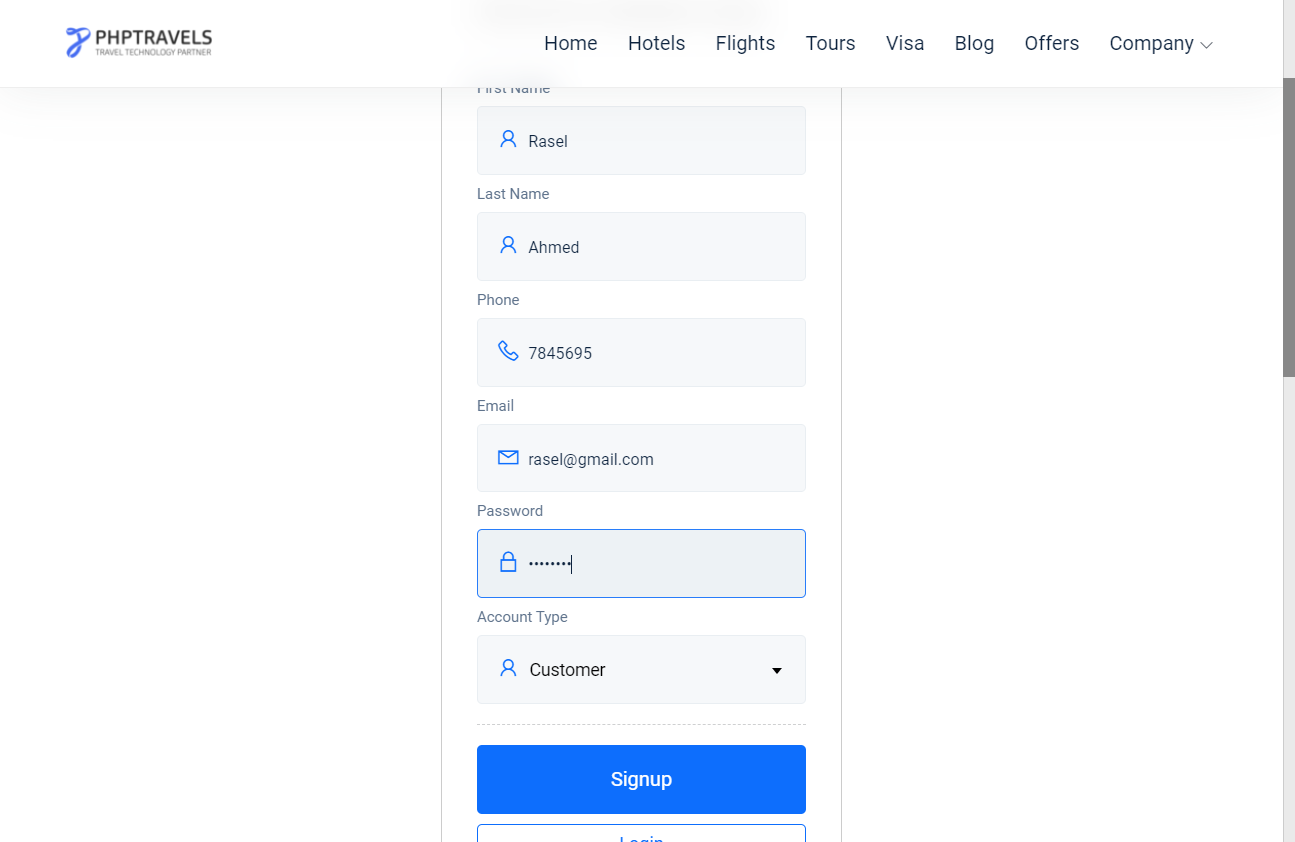 PHPTRAVELS
TRAVEL TECHNOLOGY PARTNER
Home Hotels Flights Tours Visa Blog Offers Company
First Name
Rasel
Last Name
Ahmed
Phone
7845695
Email
rasel@gmail.com
Password
••••••••
Account Type
Customer
Signup
Login